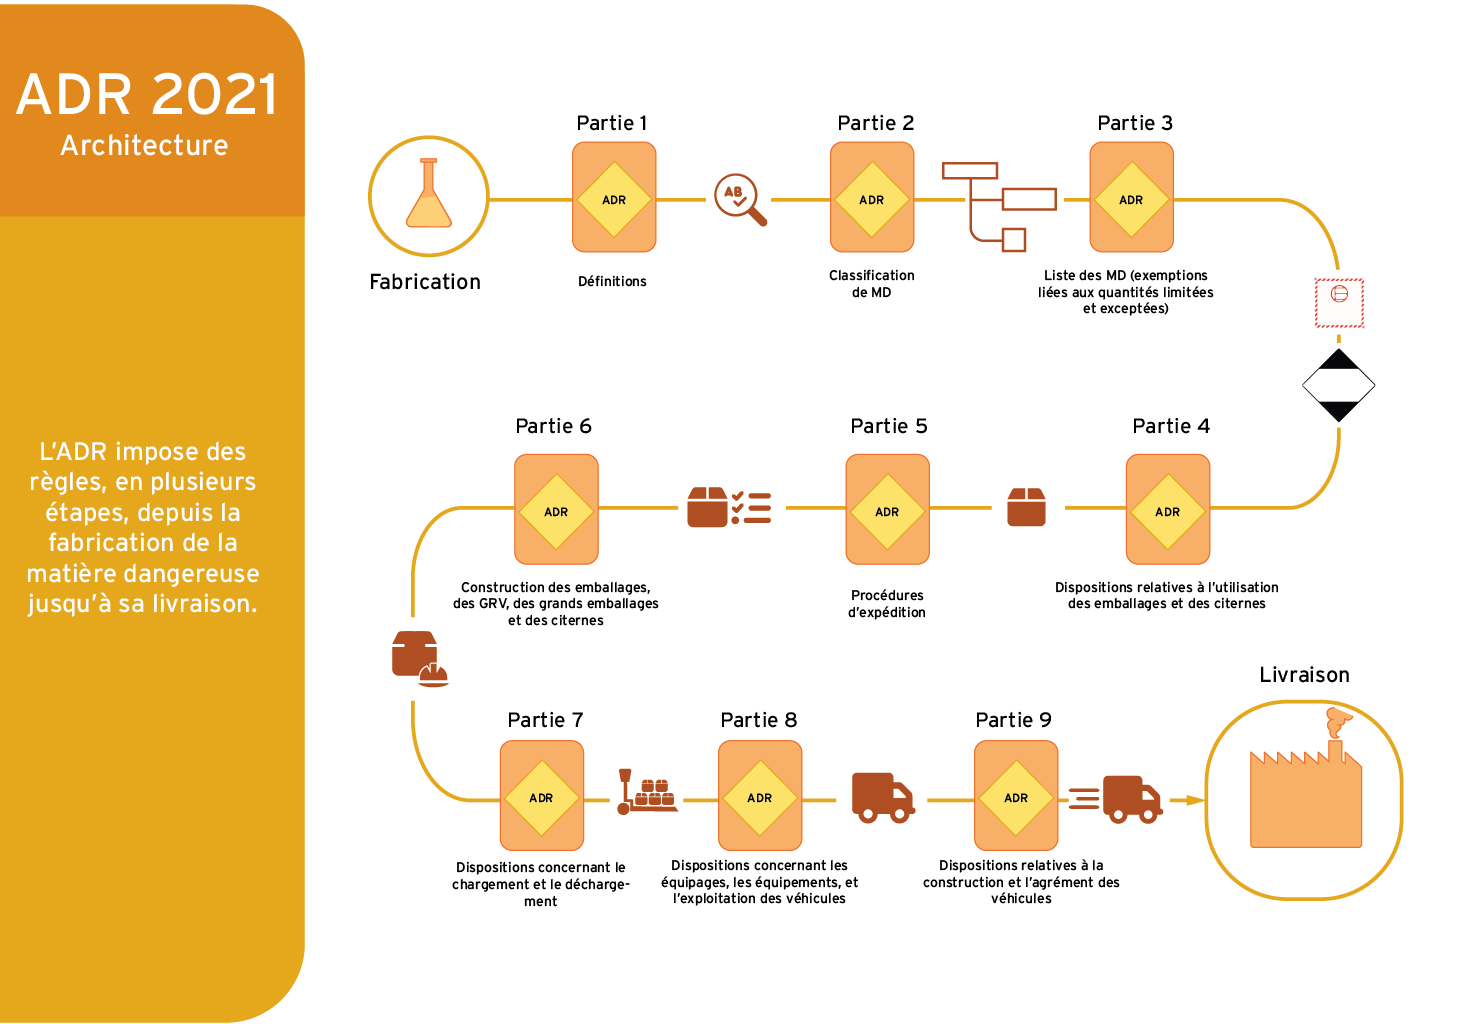 ADR 2021
Architecture
L'ADR impose des
règles, en plusieurs
étapes, depuis la
fabrication de la
matière dangereuse
jusqu'à sa livraison.
Fabrication
Partie 1
ADR
Définitions
AB
Partie 2
ADR
Classification
de MD
Partie 3
ADR
Liste des MD (exemptions
liées aux quantités limitées
et exceptées)
Partie 4
ADR
Dispositions relatives à l'utilisation
des emballages et des citernes
Partie 5
ADR
Procédures
d'expédition
Partie 6
ADR
Construction des emballages,
des GRV, des grands emballages
et des citernes
Partie 7
ADR
Dispositions concernant le
chargement et le décharge-
ment
Partie 8
ADR
Dispositions concernant les
équipages, les équipements, et
l'exploitation des véhicules
Partie 9
ADR
Dispositions relatives à la
construction et l'agrément des
véhicules
Livraison